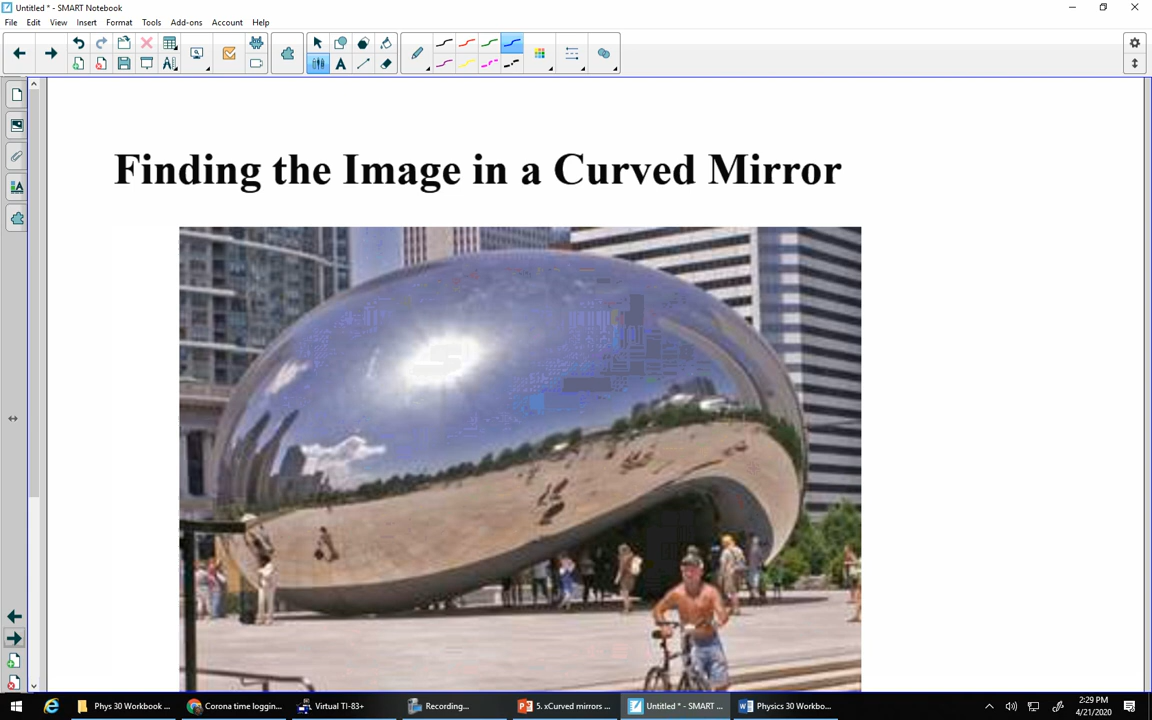 Untitled * - SMART Notebook
File Edit View Insert Format Tools Add-ons Account Help
Finding the Image in a Curved Mirror
Phys 30 Workbook ...
Corona time loggin...
Virtual TI-83+
Recording...
5. xCurved mirrors ...
Untitled * - SMART ...
Physics 30 Workbo...
2:29 PM
4/21/2020